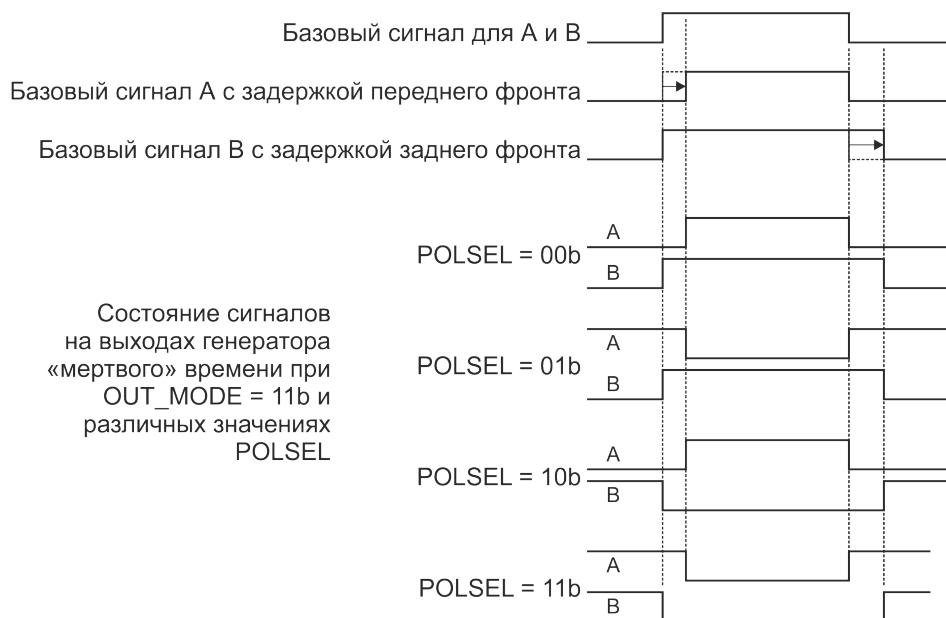 Базовый сигнал для A и B
Базовый сигнал A с задержкой переднего фронта
Базовый сигнал B с задержкой заднего фронта
A
POLSEL = 00b
B
Состояние сигналов
на выходах генератора
«мертвого» времени при
OUT_MODE = 11b и
различных значениях
POLSEL
A
POLSEL = 01b
B
A
POLSEL = 10b
B
A
POLSEL = 11b
B